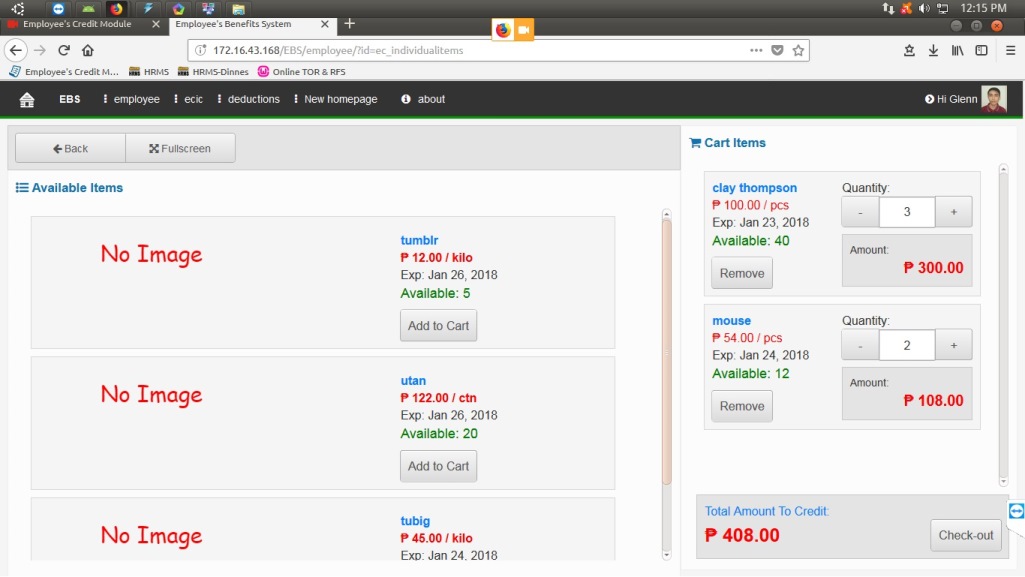 12:15 PM
Employee's Credit Module
Employee's Benefits System
172.16.43.168/EBS/employee/?id=ec_individualitems
Employee's Credit M...
HRMS
HRMS-Dinnes
Online TOR & RFS
EBS
employee
ecic
deductions
New homepage
about
Hi Glenn
Back
Fullscreen
Available Items
No Image
tumblr
₱ 12.00 / kilo
Exp: Jan 26, 2018
Available: 5
Add to Cart
No Image
utan
₱ 122.00 / ctn
Exp: Jan 26, 2018
Available: 20
Add to Cart
No Image
tubig
₱ 45.00 / kilo
Exp: Jan 24, 2018
Cart Items
clay thompson
₱ 100.00 / pcs
Exp: Jan 23, 2018
Available: 40
Remove
Quantity:
- 3 +
Amount:
₱ 300.00
mouse
₱ 54.00 / pcs
Exp: Jan 24, 2018
Available: 12
Remove
Quantity:
- 2 +
Amount:
₱ 108.00
Total Amount To Credit:
₱ 408.00
Check-out